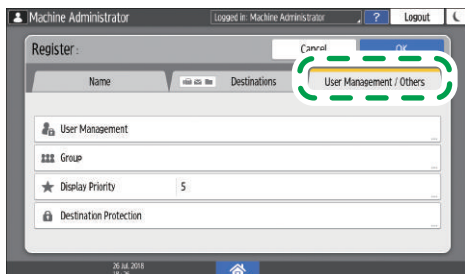 Machine Administrator
Logged in: Machine Administrator
?
Logout
Register :
Cancel
OK
Name
Destinations
User Management / Others
User Management
...
Group
...
Display Priority
5
...
Destination Protection
...
26 Jul. 2018